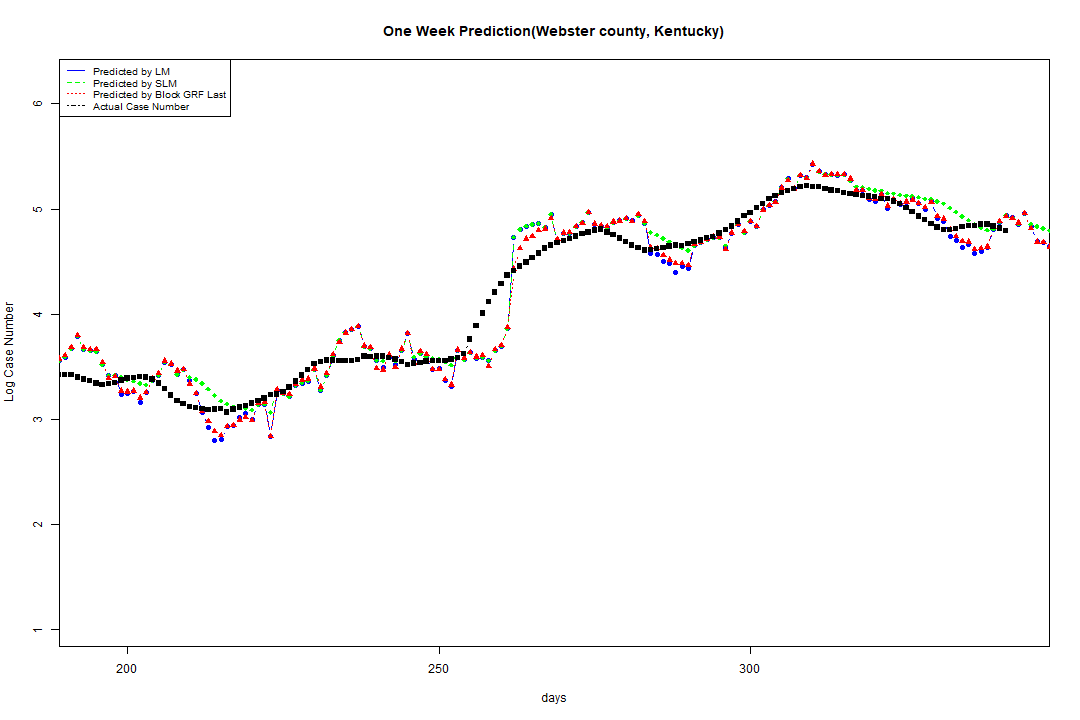 One Week Prediction(Webster county, Kentucky)
Predicted by LM
Predicted by SLM
Predicted by Block GRF Last
Actual Case Number
6
5
4
3
2
1
Log Case Number
200 250 300
days